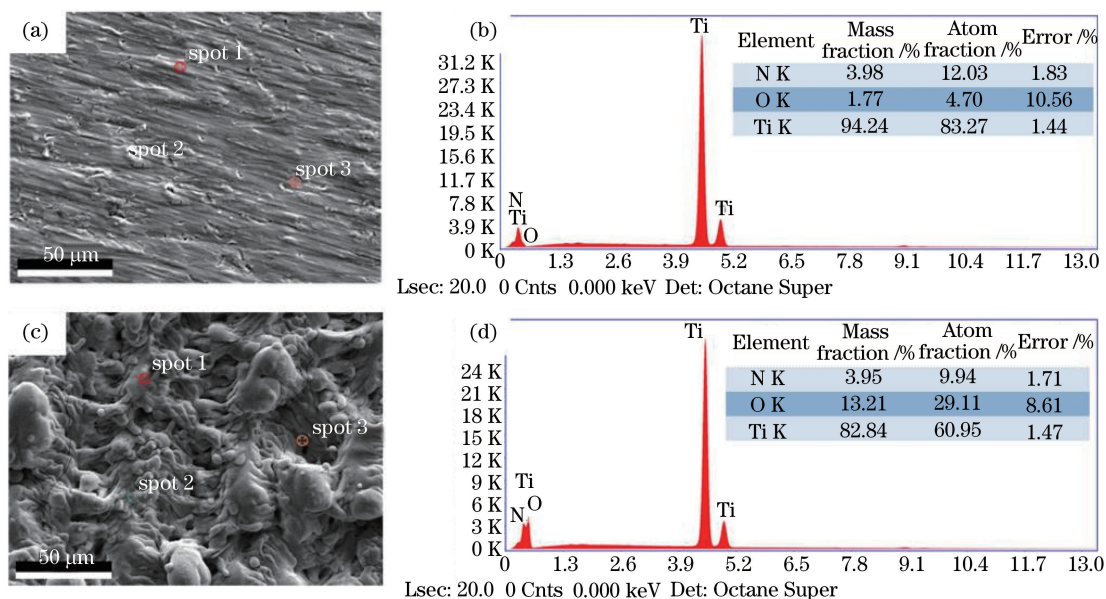 (a)
spot 1
spot 2
spot 3
50 μm
(b)
Ti
Element Mass fraction /% Atom fraction /% Error /%
N K 3.98 12.03 1.83
O K 1.77 4.70 10.56
Ti K 94.24 83.27 1.44
31.2 K
27.3 K
23.4 K
19.5 K
15.6 K
11.7 K
7.8 K
3.9 K
0 K
N
Ti
O
Ti
0 1.3 2.6 3.9 5.2 6.5 7.8 9.1 10.4 11.7 13.0
Lsec: 20.0 0 Cnts 0.000 keV Det: Octane Super
(c)
spot 1
spot 3
spot 2
50 μm
(d)
Ti
Element Mass fraction /% Atom fraction /% Error /%
N K 3.95 9.94 1.71
O K 13.21 29.11 8.61
Ti K 82.84 60.95 1.47
24 K
21 K
18 K
15 K
12 K
9 K
6 K
3 K
0 K
Ti
N O
Ti
0 1.3 2.6 3.9 5.2 6.5 7.8 9.1 10.4 11.7 13.0
Lsec: 20.0 0 Cnts 0.000 keV Det: Octane Super